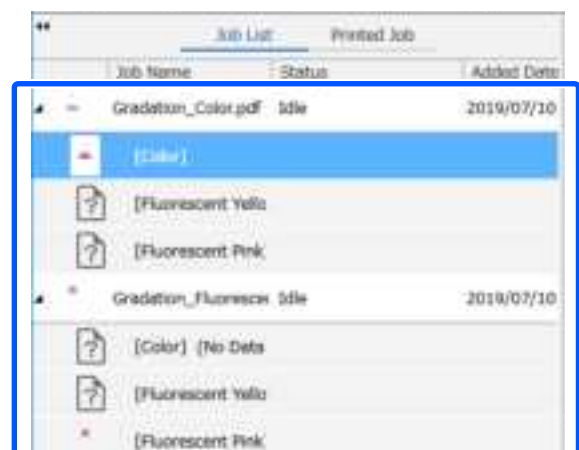 Job List Printed Job
Job Name Status Added Date
Gradation_Color.pdf Idle 2019/07/10
[Color]
[Fluorescent Yello
[Fluorescent Pink
Gradation_Fluoresce Idle 2019/07/10
[Color] (No Data
[Fluorescent Yello
[Fluorescent Pink